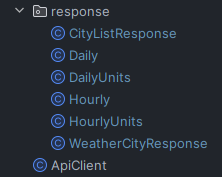 response
CityListResponse
Daily
DailyUnits
Hourly
HourlyUnits
WeatherCityResponse
ApiClient